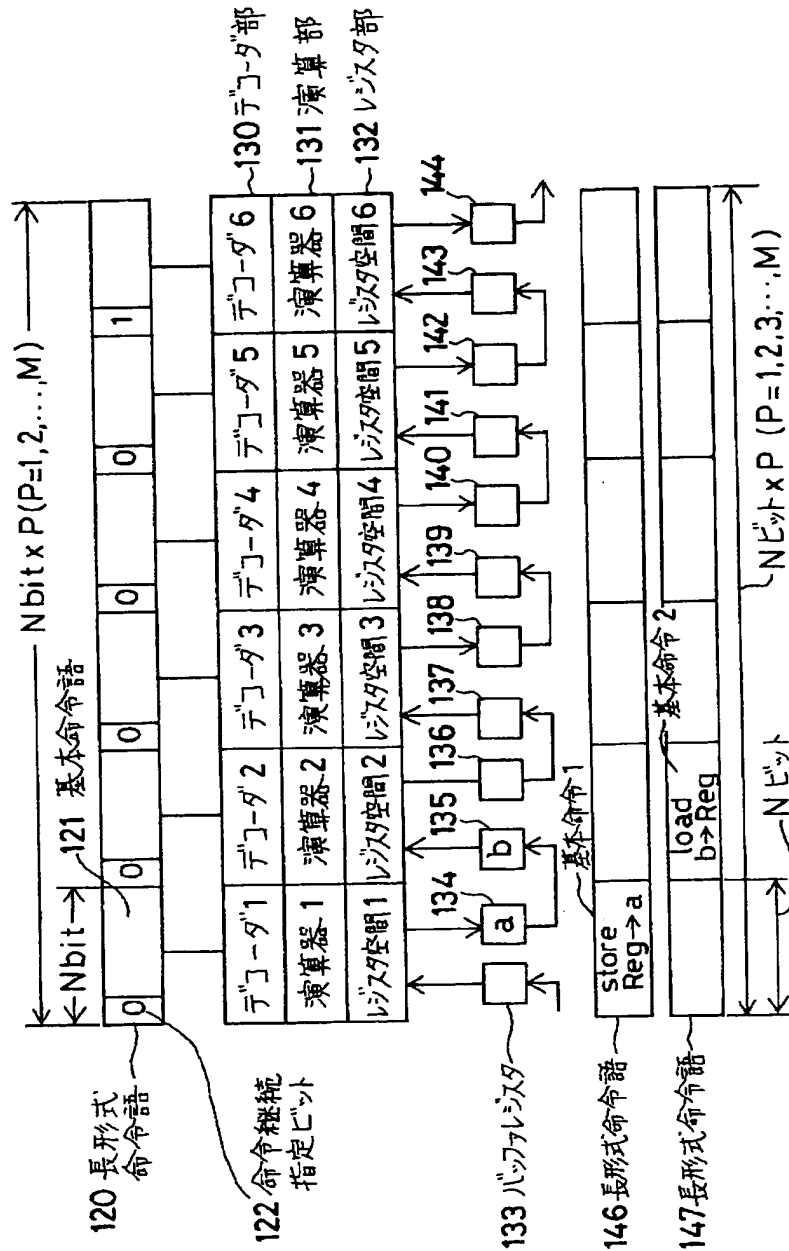 Nbit×P(P=1,2,…,M)
Nbit
121 基本命令語
120 長形式
命令語
0
0
0
0
0
1
122 命令継続
指定ビット
デコーダ1
デコーダ2
デコーダ3
デコーダ4
デコーダ5
デコーダ6
130 デコーダ部
演算器1
演算器2
演算器3
演算器4
演算器5
演算器6
131 演算部
レジスタ空間1
レジスタ空間2
レジスタ空間3
レジスタ空間4
レジスタ空間5
レジスタ空間6
132 レジスタ部
133 バッファレジスタ
134
135
136
137
138
139
140
141
142
143
144
a
b
基本命令1
store
Reg→a
146 長形式命令語
基本命令2
load
b→Reg
147 長形式命令語
Nビット
Nビット×P (P=1,2,3,…,M)